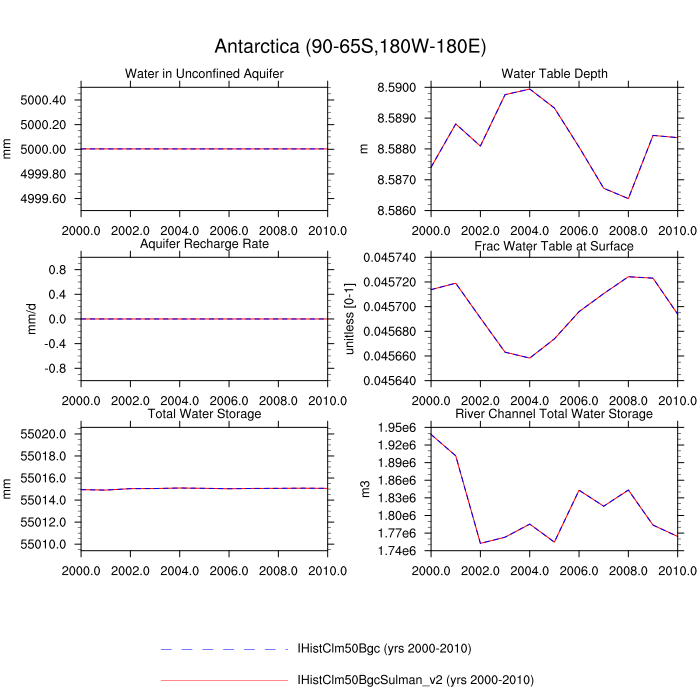 Antarctica (90-65S,180W-180E)
Water in Unconfined Aquifer
mm
5000.40
5000.20
5000.00
4999.80
4999.60
2000.0 2002.0 2004.0 2006.0 2008.0 2010.0
Water Table Depth
m
8.5900
8.5890
8.5880
8.5870
8.5860
2000.0 2002.0 2004.0 2006.0 2008.0 2010.0
Aquifer Recharge Rate
mm/d
0.8
0.4
0.0
-0.4
-0.8
2000.0 2002.0 2004.0 2006.0 2008.0 2010.0
Frac Water Table at Surface
unitless [0-1]
0.045740
0.045720
0.045700
0.045680
0.045660
0.045640
2000.0 2002.0 2004.0 2006.0 2008.0 2010.0
Total Water Storage
mm
55020.0
55018.0
55016.0
55014.0
55012.0
55010.0
2000.0 2002.0 2004.0 2006.0 2008.0 2010.0
River Channel Total Water Storage
m3
1.95e6
1.92e6
1.89e6
1.86e6
1.83e6
1.80e6
1.77e6
1.74e6
2000.0 2002.0 2004.0 2006.0 2008.0 2010.0
IHistClm50Bgc (yrs 2000-2010)
IHistClm50BgcSulman_v2 (yrs 2000-2010)